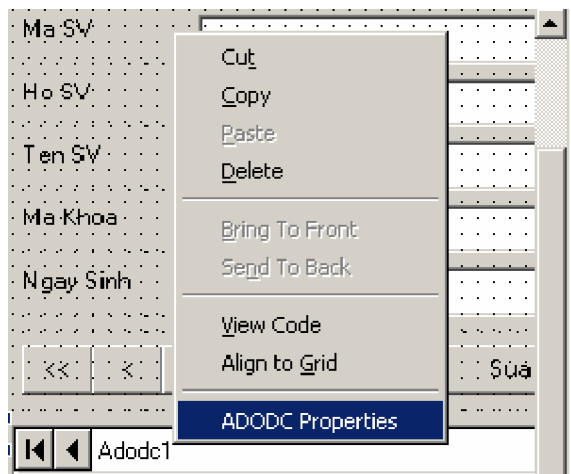 Ma SV
Ho SV
Ten SV
Ma Khoa
Ngay Sinh
Cut
Copy
Paste
Delete
Bring To Front
Send To Back
View Code
Align to Grid
ADODC Properties
<< < Sưả
Adodc1